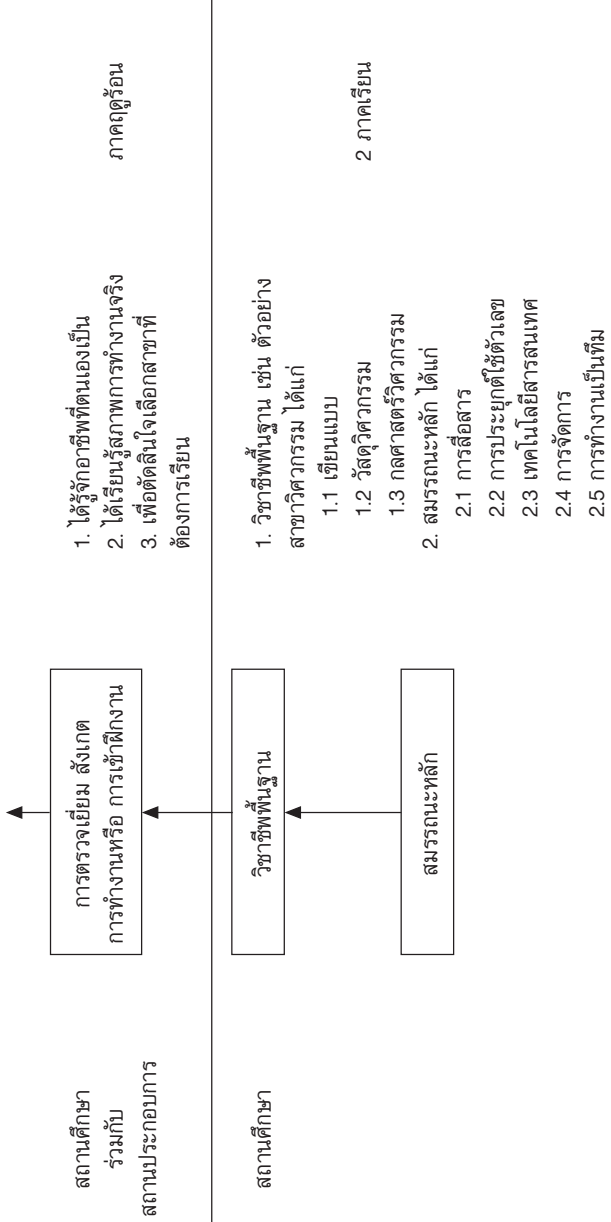 สถานศึกษา
ร่วมกับ
สถานประกอบการ
การตรวจเยี่ยม สังเกต
การทำงานหรือ การเข้าฝึกงาน
1. ได้รู้จักอาชีพที่ตนเองเป็น
2. ได้เรียนรู้สภาพการทำงานจริง
3. เพื่อตัดสินใจเลือกสาขาที่
ต้องการเรียน
ภาคฤดูร้อน
สถานศึกษา
วิชาชีพพื้นฐาน
สมรรถนะหลัก
1. วิชาชีพพื้นฐาน เช่น ตัวอย่าง
สาขาวิศวกรรม ได้แก่
1.1 เขียนแบบ
1.2 วัสดุวิศวกรรม
1.3 กลศาสตร์วิศวกรรม
2. สมรรถนะหลัก ได้แก่
2.1 การสื่อสาร
2.2 การประยุกต์ใช้ตัวเลข
2.3 เทคโนโลยีสารสนเทศ
2.4 การจัดการ
2.5 การทำงานเป็นทีม
2 ภาคเรียน